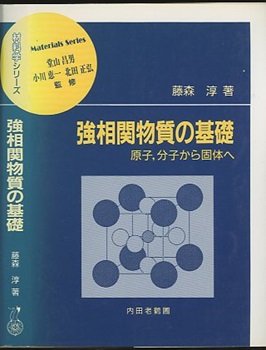 材料学シリーズ
強相関物質の基礎
藤森 淳 著
Materials Series
堂山昌男
小川恵一 北田正弘
監修
藤森 淳 著
強相関物質の基礎
原子,分子から固体へ
内田老鶴圃